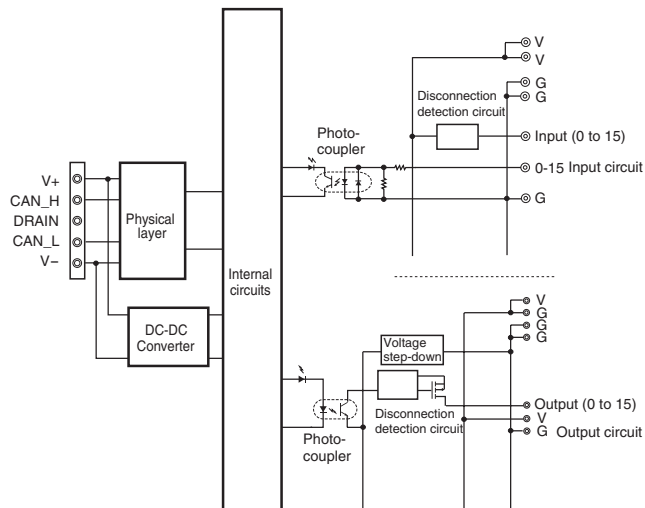 V
V
G
G
Disconnection
detection circuit
Input (0 to 15)
Photo-
coupler
0-15 Input circuit
G
V+
CAN_H
DRAIN
CAN_L
V−
Physical
layer
Internal
circuits
DC-DC
Converter
V
G
G
G
Voltage
step-down
Output (0 to 15)
Disconnection
detection circuit
V
G Output circuit
Photo-
coupler